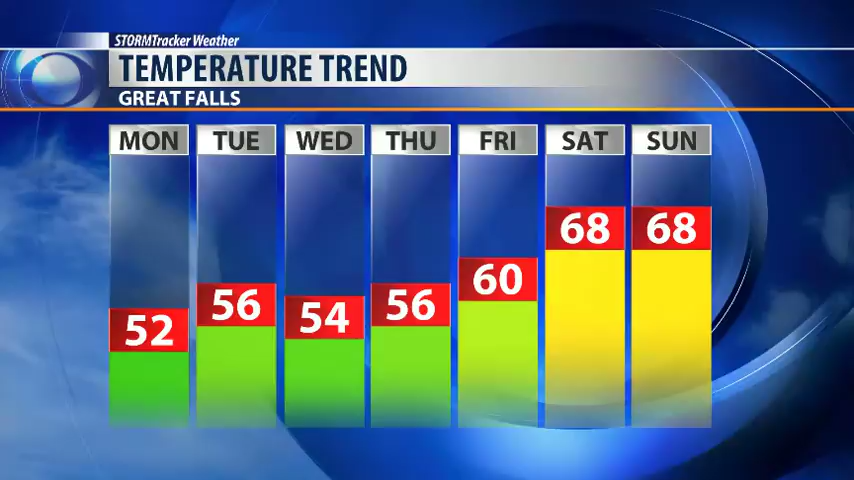 STORMTracker Weather
TEMPERATURE TREND
GREAT FALLS
MON TUE WED THU FRI SAT SUN
52 56 54 56 60 68 68